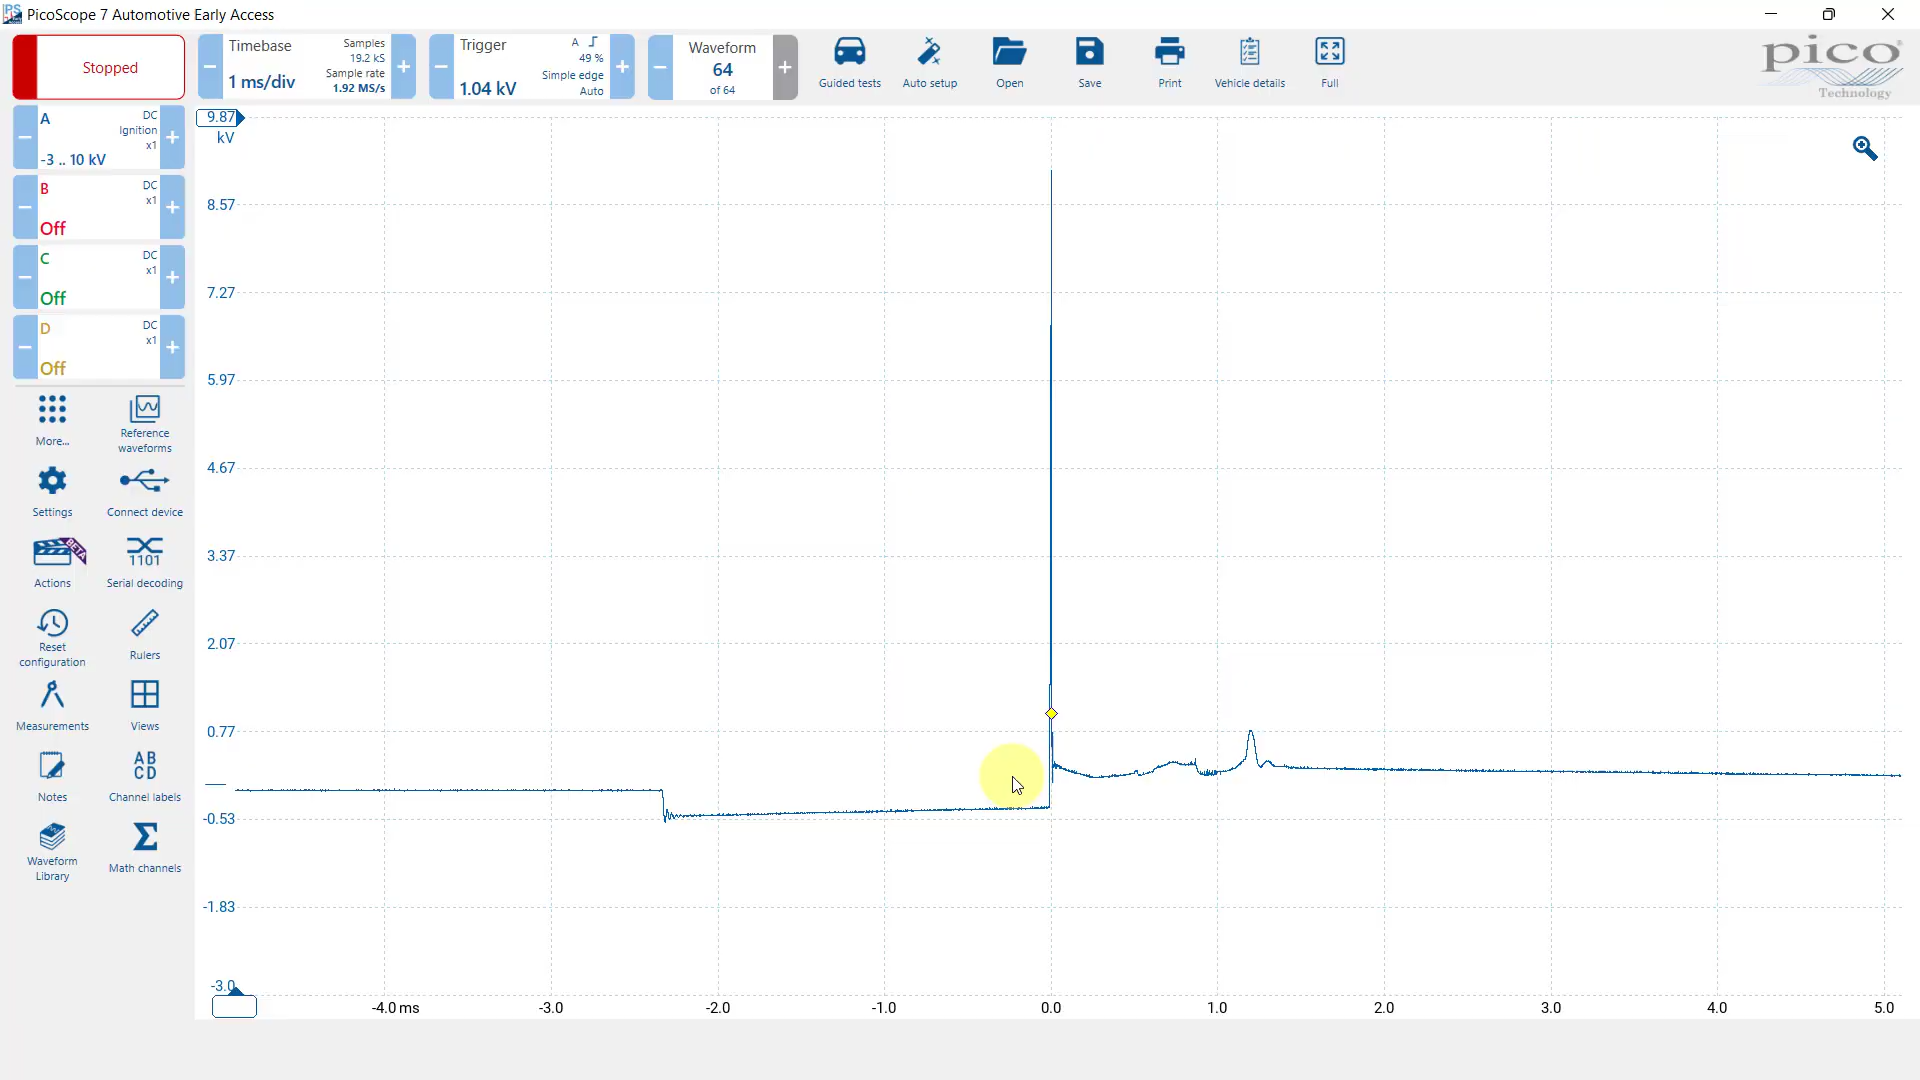 PicoScope 7 Automotive Early Access
Stopped
Timebase
1 ms/div
Samples
19.2 kS
Sample rate
1.92 MS/s
Trigger
1.04 kV
A
49 %
Simple edge
Auto
Waveform
64
of 64
Guided tests
Auto setup
Open
Save
Print
Vehicle details
Full
pico
Technology
A
DC
Ignition
x1
-3 .. 10 kV
B
DC
x1
Off
C
DC
x1
Off
D
DC
x1
Off
More...
Reference
waveforms
Settings
Connect device
BETA
Actions
1101
Serial decoding
Reset
configuration
Rulers
Measurements
Views
Notes
A B
C D
Channel labels
Waveform
Library
Math channels
9.87
kV
8.57
7.27
5.97
4.67
3.37
2.07
0.77
-0.53
-1.83
-3.0
-4.0 ms
-3.0
-2.0
-1.0
0.0
1.0
2.0
3.0
4.0
5.0